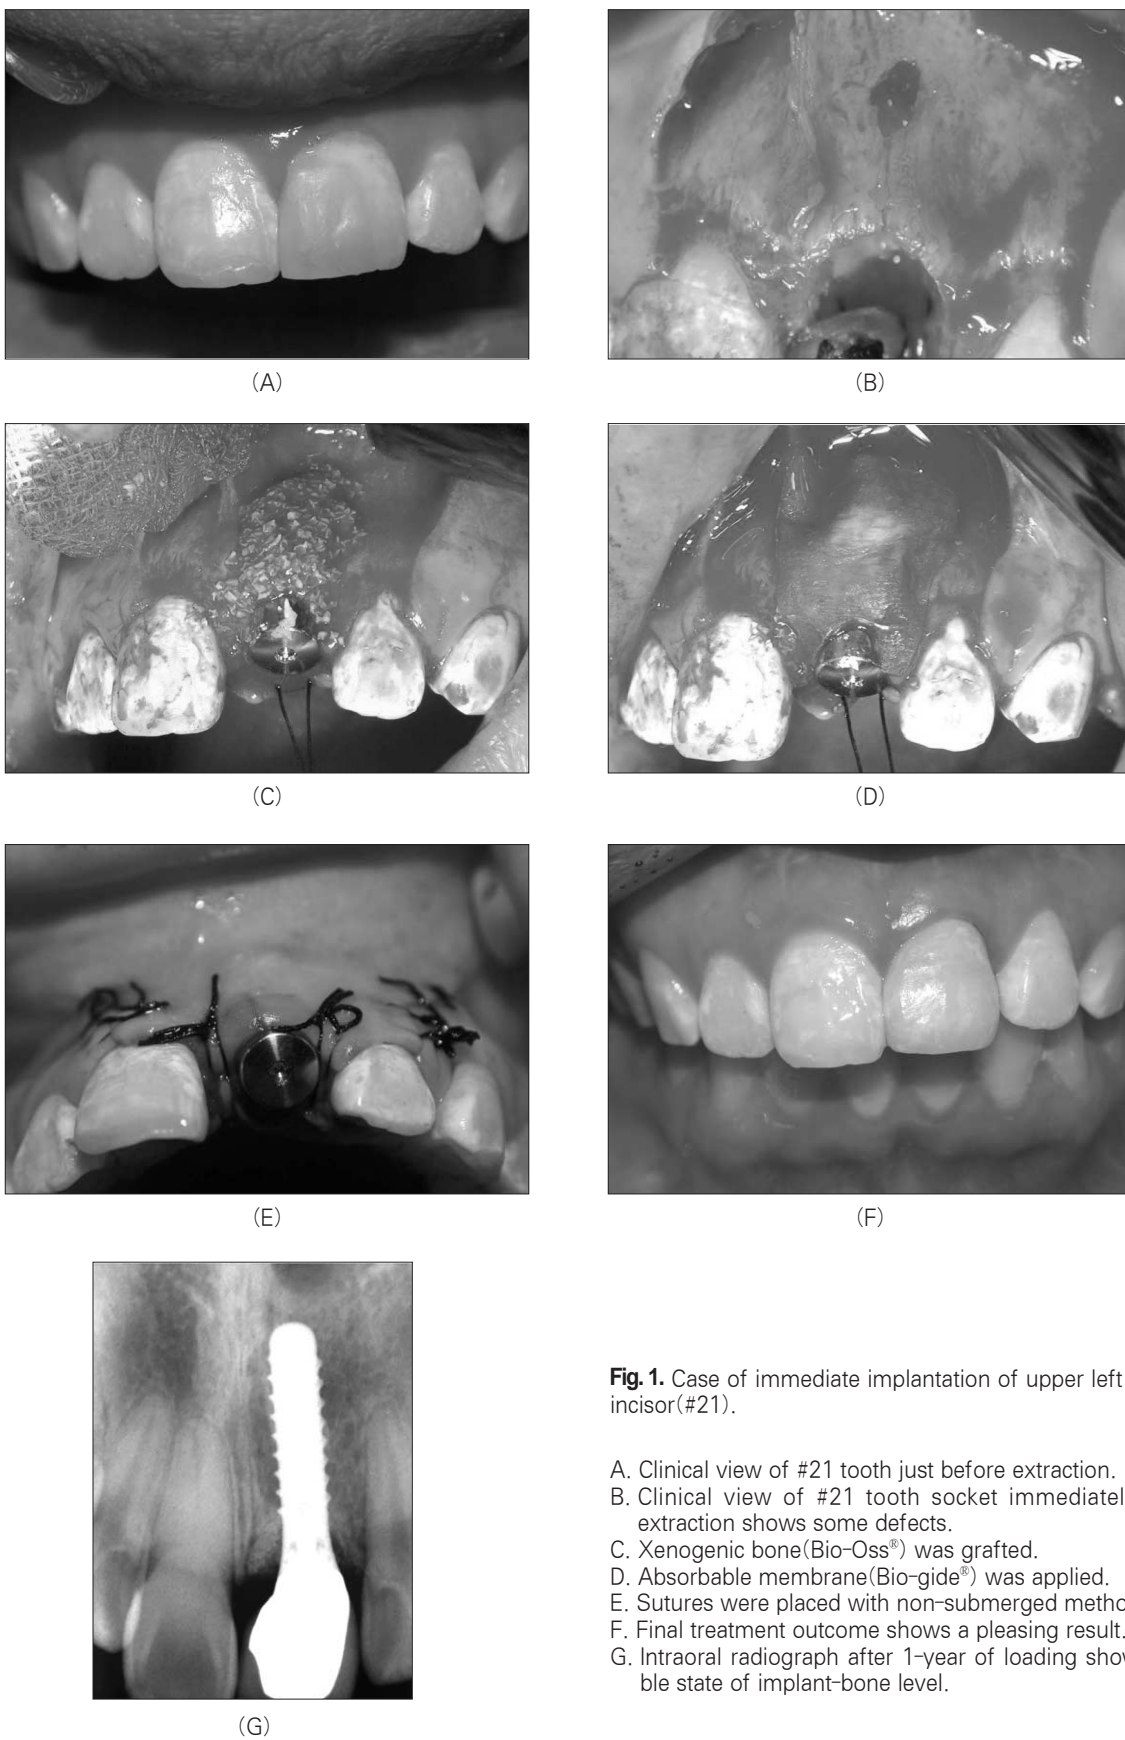 (A)
(B)
(C)
(D)
(E)
(F)
(G)
Fig. 1. Case of immediate implantation of upper left
incisor(#21).
A. Clinical view of #21 tooth just before extraction.
B. Clinical view of #21 tooth socket
extraction shows some defects.
C. Xenogenic bone(Bio-Oss®) was grafted.
D. Absorbable membrane(Bio-gide®) was applied.
E. Sutures were placed with non-submerged
F. Final treatment outcome shows a pleasing result.
G. Intraoral radiograph after 1-year of loading
ble state of implant-bone level.